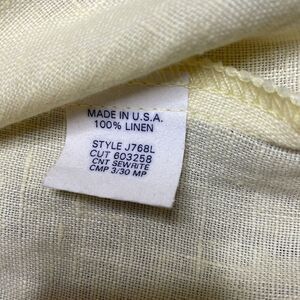 MADE IN U.S.A.
100% LINEN
STYLE J768L
CUT 603258
CNT SEWRITE
CMP 3/30 MP